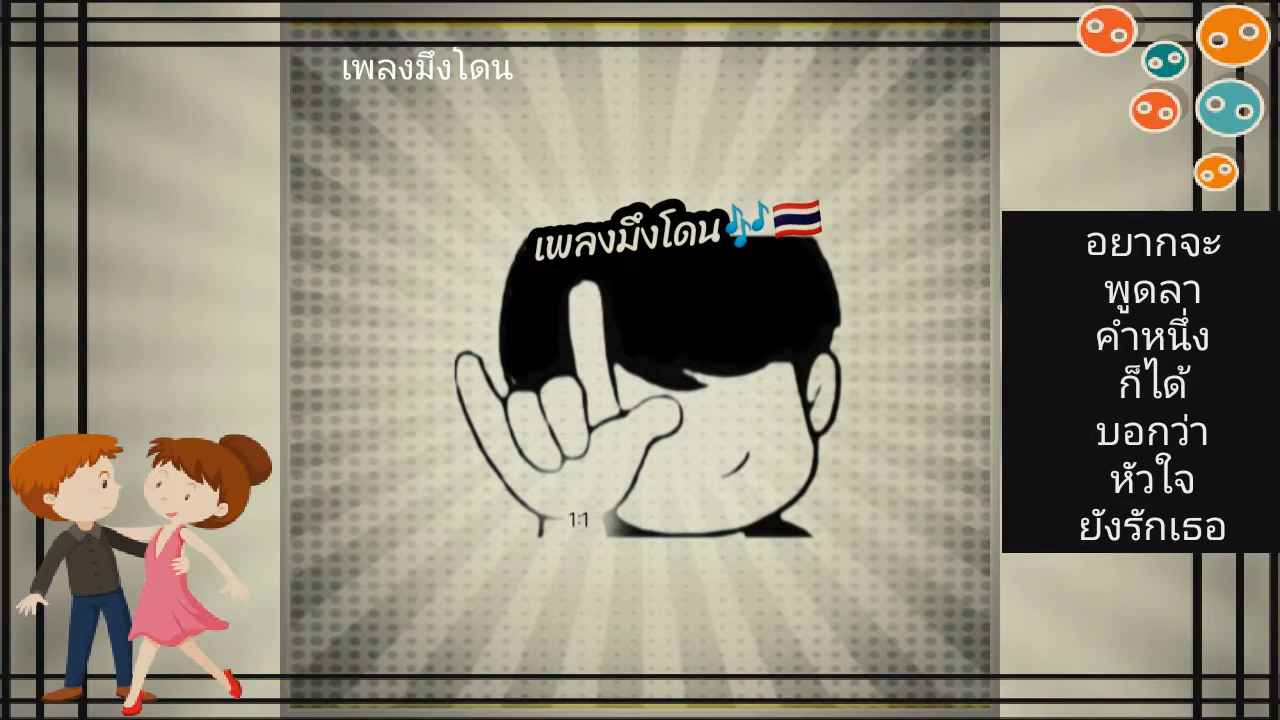 เพลงมึงโดน
เพลงมึงโดน🎶🇹🇭
1:1
อยากจะ
พูดลา
คำหนึ่ง
ก็ได้
บอกว่า
หัวใจ
ยังรักเธอ